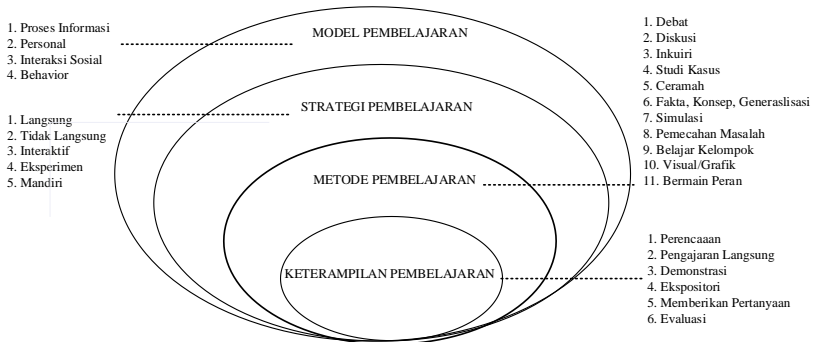 1. Proses Informasi
2. Personal
3. Interaksi Sosial
4. Behavior
MODEL PEMBELAJARAN
1. Langsung
2. Tidak Langsung
3. Interaktif
4. Eksperimen
5. Mandiri
STRATEGI PEMBELAJARAN
METODE PEMBELAJARAN
1. Debat
2. Diskusi
3. Inkuiri
4. Studi Kasus
5. Ceramah
6. Fakta, Konsep, Generaslisasi
7. Simulasi
8. Pemecahan Masalah
9. Belajar Kelompok
10. Visual/Grafik
11. Bermain Peran
KETERAMPILAN PEMBELAJARAN
1. Perencaaan
2. Pengajaran Langsung
3. Demonstrasi
4. Ekspositori
5. Memberikan Pertanyaan
6. Evaluasi